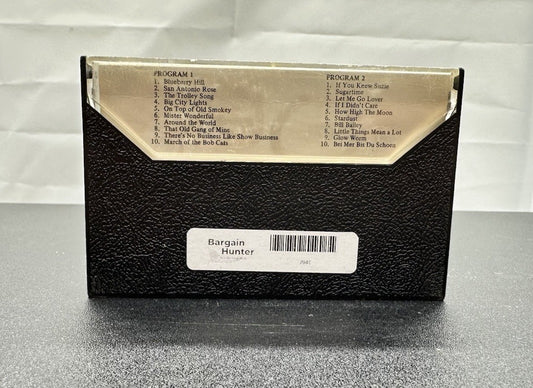 PROGRAM 1
1. Blueberry Hill
2. San Antonio Rose
3. The Trolley Song
4. Big City Lights
5. On Top of Old Smokey
6. Mister Wonderful
7. Around the World
8. That Old Gang of Mine
9. There's No Business Like Show Business
10. March of the Bob Cats
PROGRAM 2
1. If You Knew Suzie
2. Sugartime
3. Let Me Go Lover
4. If I Didn't Care
5. How High The Moon
6. Stardust
7. Bill Bailey
8. Little Things Mean a Lot
9. Glow Worm
10. Bei Mer Bis Du Schoen
Bargain
Hunter